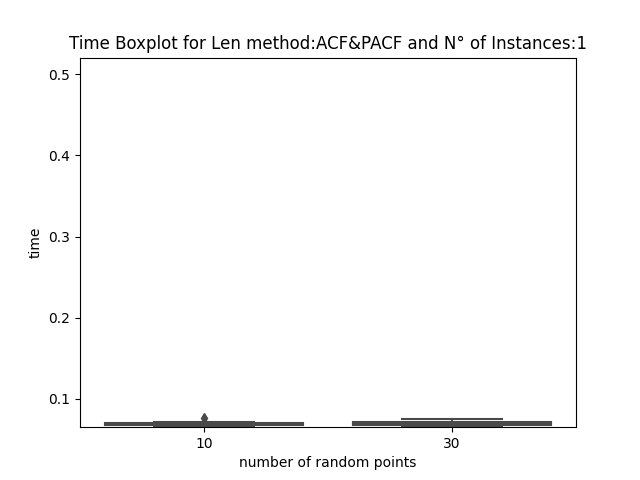 Time Boxplot for Len method:ACF&PACF and N° of Instances:1
0.5
0.4
0.3
0.2
0.1
time
10 30
number of random points